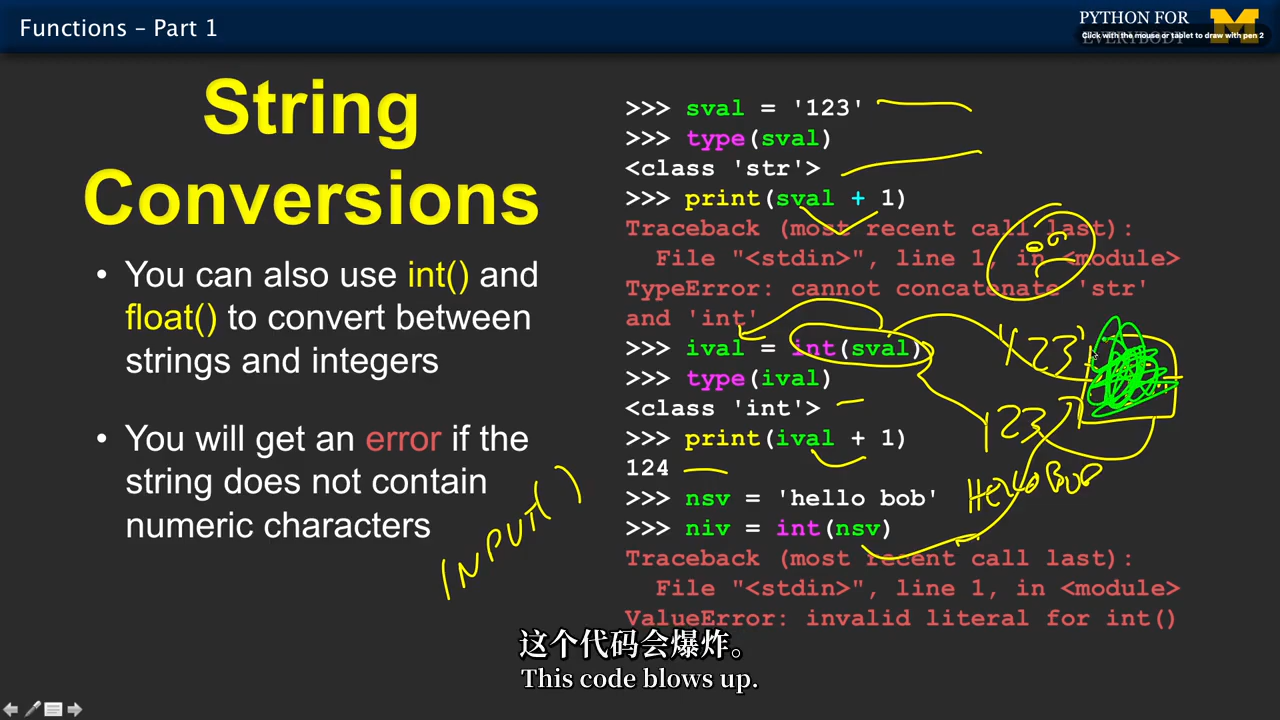 Functions – Part 1
PYTHON FOR
EVERYBODY
Click with the mouse or tablet to draw with pen 2
String
Conversions
• You can also use int() and
float() to convert between
strings and integers
• You will get an error if the
string does not contain
numeric characters
INPUT()
>>> sval = '123'
>>> type(sval)
<class 'str'>
>>> print(sval + 1)
Traceback (most recent call last):
  File "<stdin>", line 1, in <module>
TypeError: cannot concatenate 'str'
and 'int'
>>> ival = int(sval)
>>> type(ival)
<class 'int'>
>>> print(ival + 1)
124
>>> nsv = 'hello bob'
>>> niv = int(nsv)
Traceback (most recent call last):
  File "<stdin>", line 1, in <module>
ValueError: invalid literal for int()
'123'
123
HELLO BOB
这个代码会爆炸。
This code blows up.